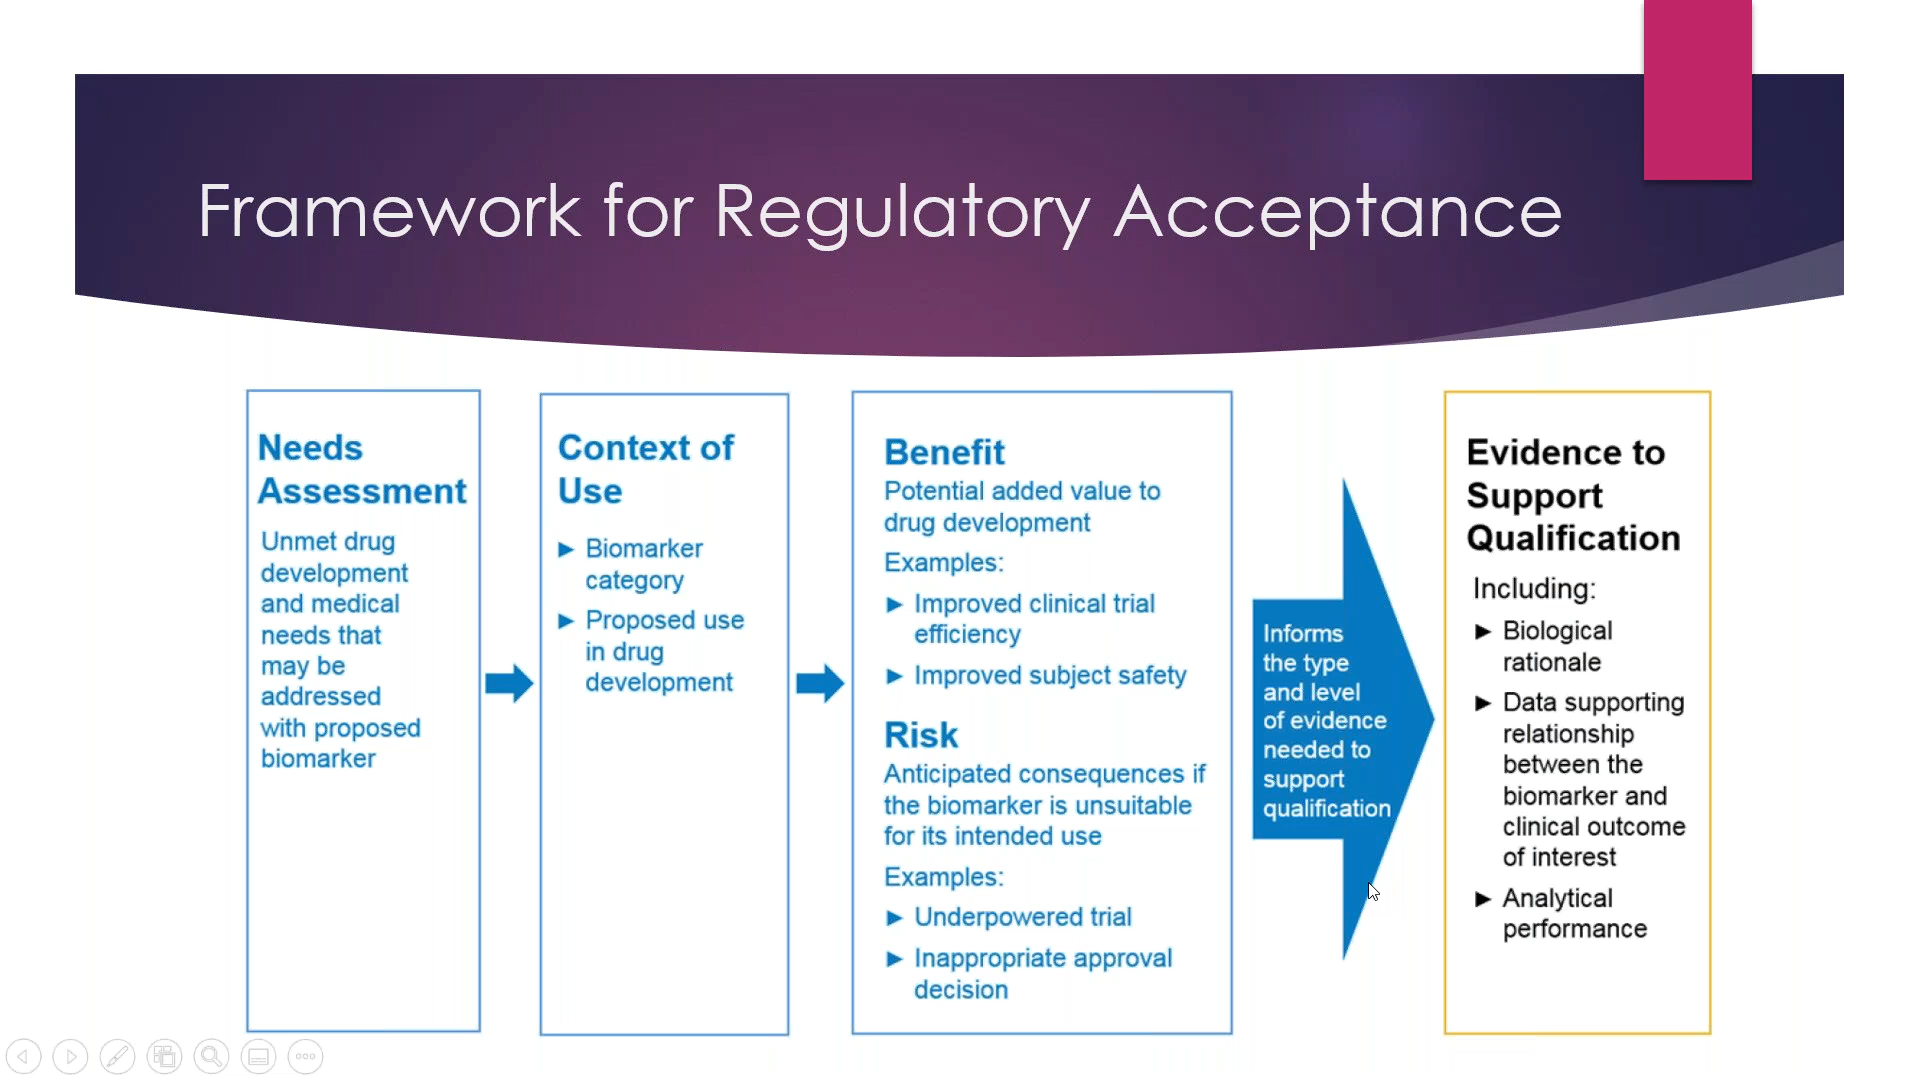 Framework for Regulatory Acceptance
Needs
Assessment
Unmet drug
development
and medical
needs that
may be
addressed
with proposed
biomarker
Context of
Use
► Biomarker
category
► Proposed use
in drug
development
Benefit
Potential added value to
drug development
Examples:
► Improved clinical trial
efficiency
► Improved subject safety
Risk
Anticipated consequences if
the biomarker is unsuitable
for its intended use
Examples:
► Underpowered trial
► Inappropriate approval
decision
Informs
the type
and level
of evidence
needed to
support
qualification
Evidence to
Support
Qualification
Including:
► Biological
rationale
► Data supporting
relationship
between the
biomarker and
clinical outcome
of interest
► Analytical
performance